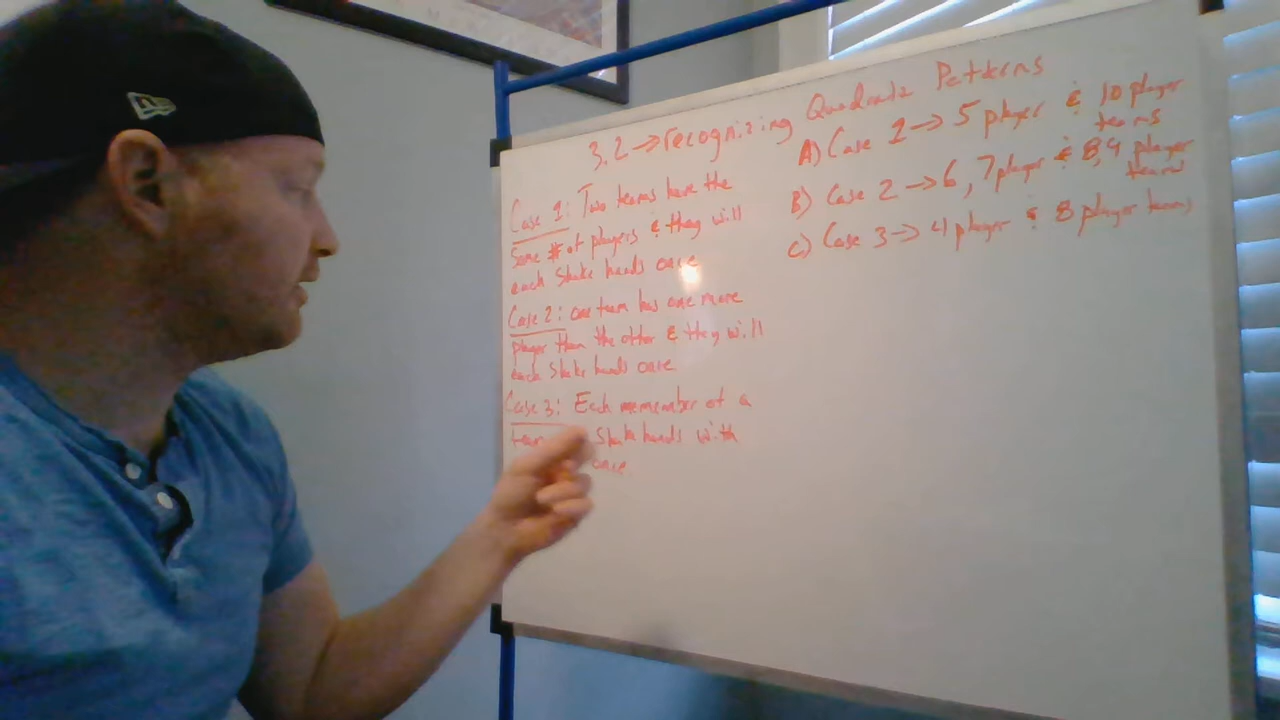 3.2 → recognizing Quadratic Patterns
Case 1: Two teams have the
Same # of players & they will
each shake hands once
Case 2: one team has one more
player than the other & they will
each shake hands once
Case 3: Each memember of a
shake hands with
once
A) Case 1 → 5 player & 10 player
teams
B) Case 2 → 6, 7 player & 8, 9 player
teams
C) Case 3 → 4 player & 8 player teams